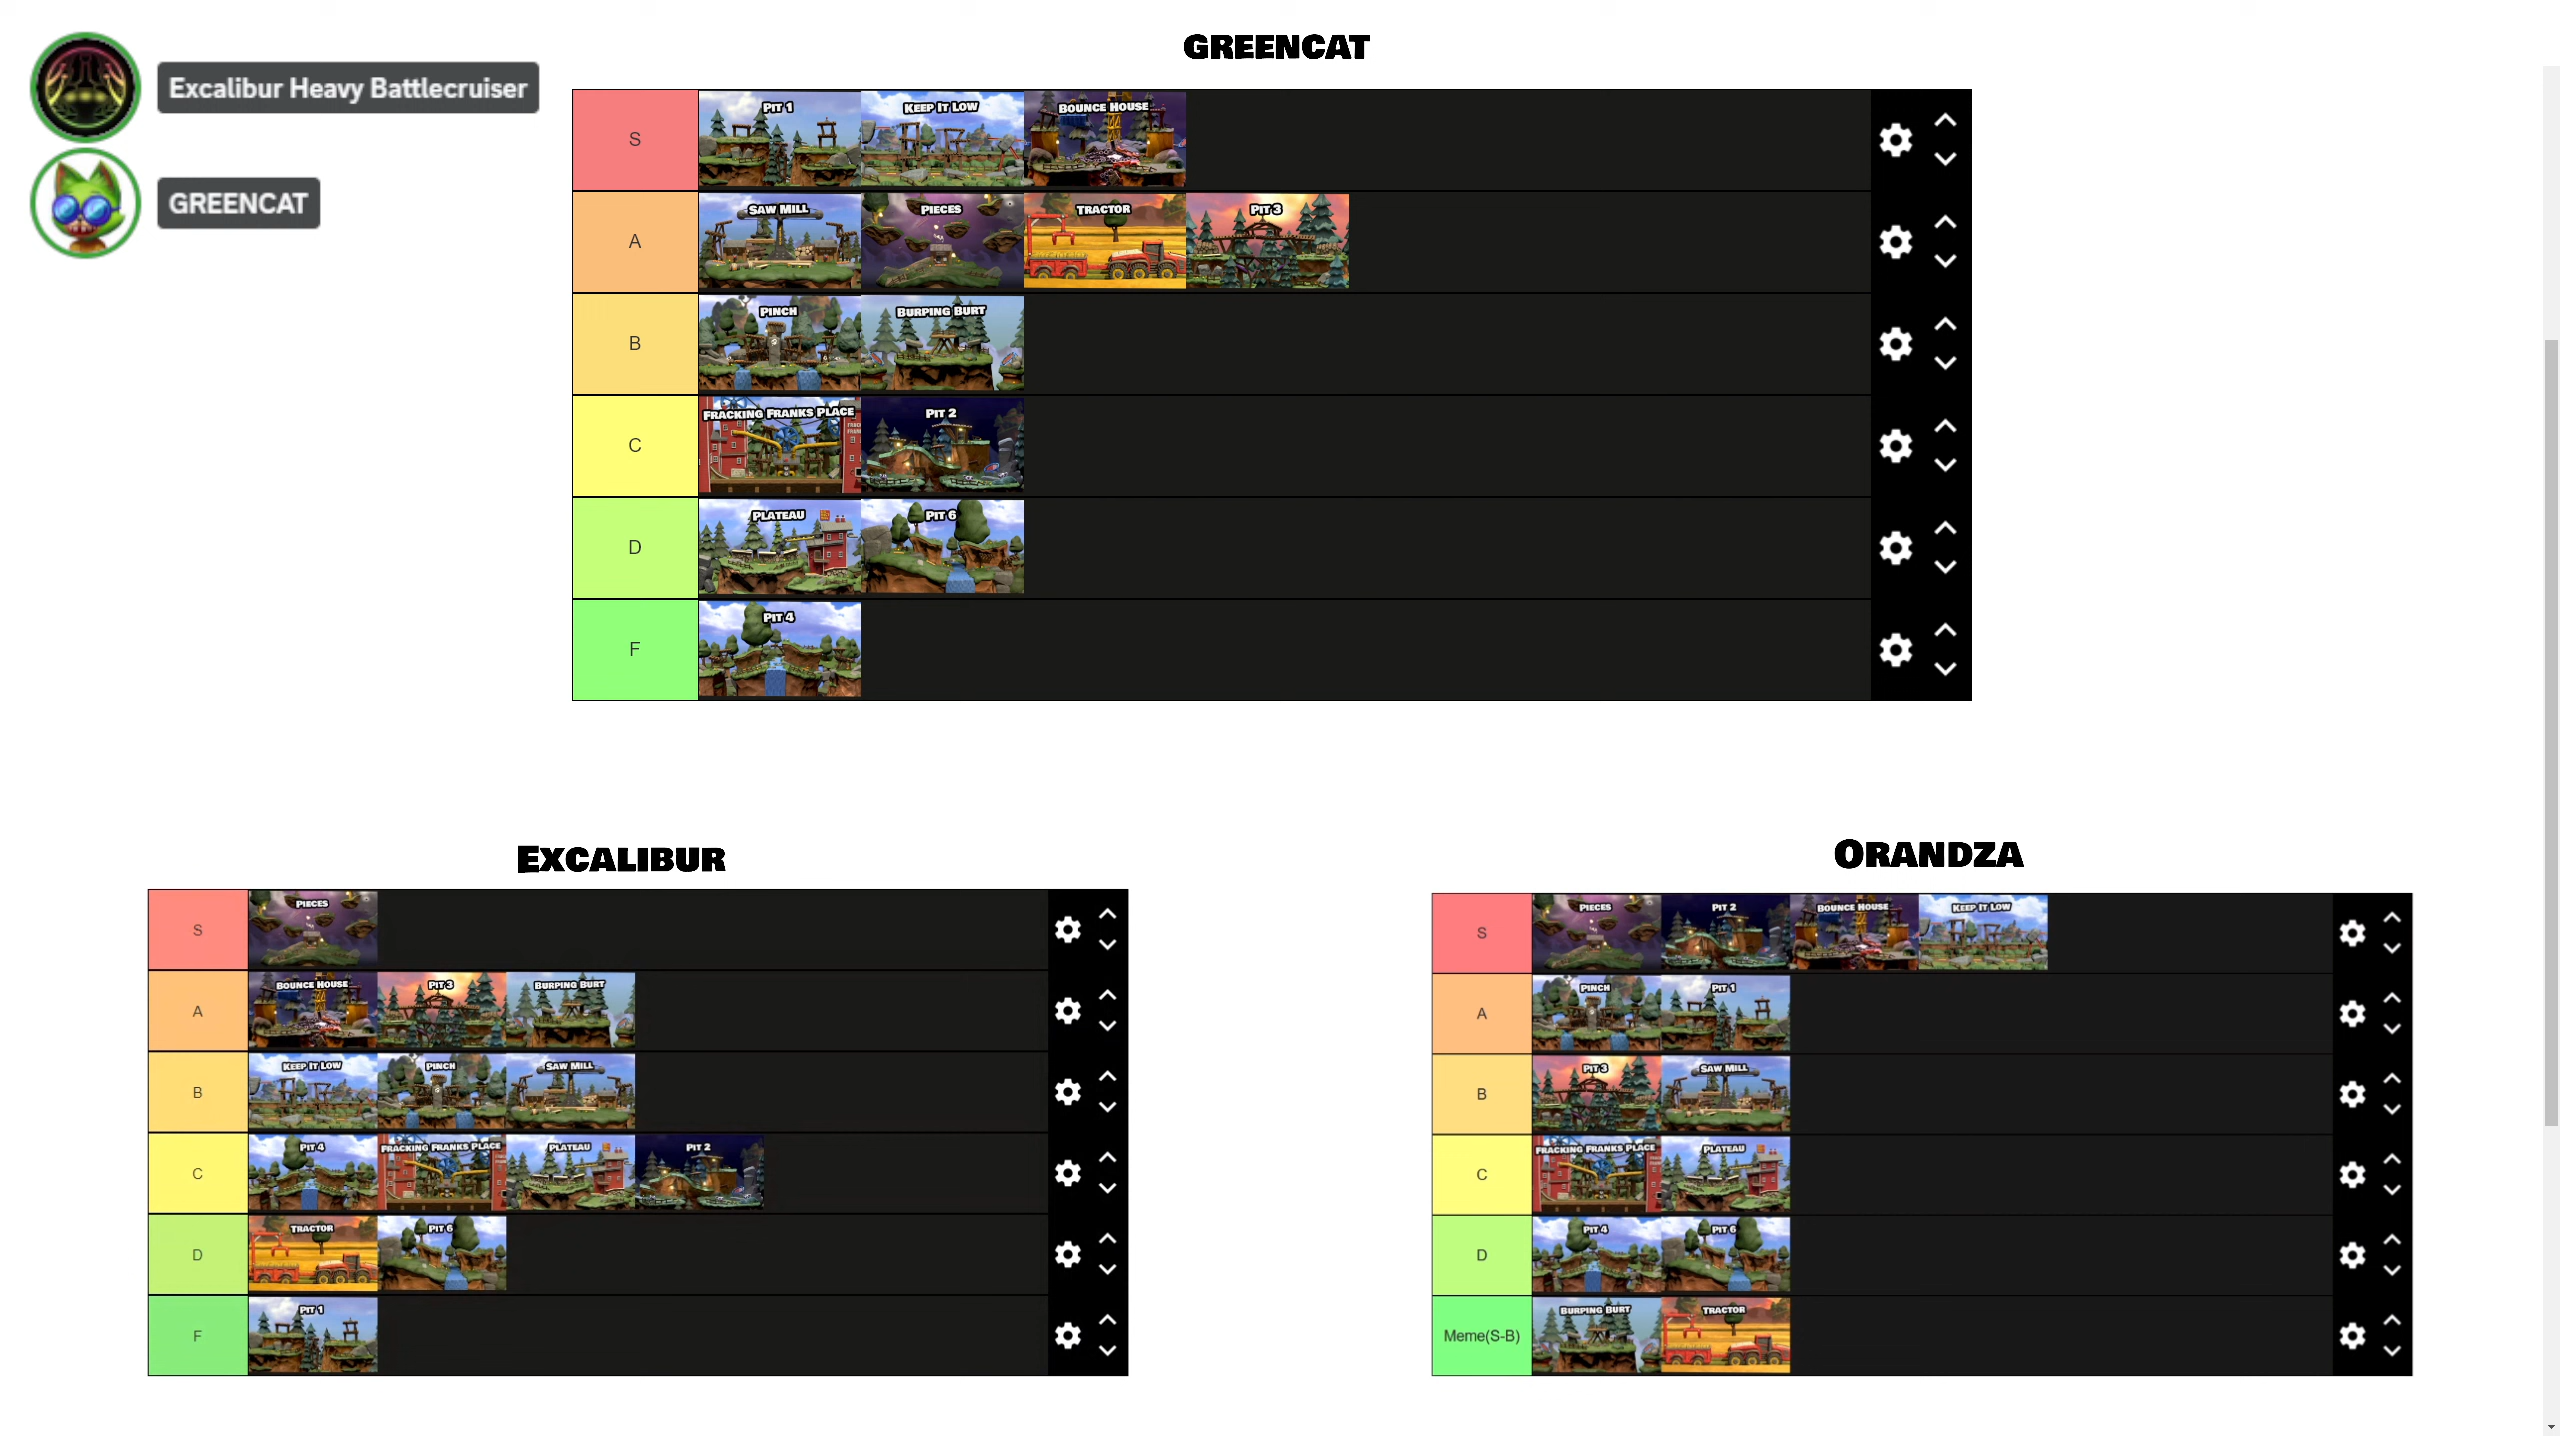 Excalibur Heavy Battlecruiser
GREENCAT
GREENCAT
S
PIT 1
KEEP IT LOW
BOUNCE HOUSE
A
SAW MILL
PIECES
TRACTOR
PIT 3
B
PINCH
BURPING BURT
C
FRACKING FRANKS PLACE
PIT 2
D
PLATEAU
PIT 6
F
PIT 4
EXCALIBUR
S
PIECES
A
BOUNCE HOUSE
PIT 3
BURPING BURT
B
KEEP IT LOW
PINCH
SAW MILL
C
PIT 4
FRACKING FRANKS PLACE
PLATEAU
PIT 2
D
TRACTOR
PIT 6
F
PIT 1
ORANDZA
S
PIECES
PIT 2
BOUNCE HOUSE
KEEP IT LOW
A
PINCH
PIT 1
B
PIT 3
SAW MILL
C
FRACKING FRANKS PLACE
PLATEAU
D
PIT 4
PIT 6
Meme(S-B)
BURPING BURT
TRACTOR